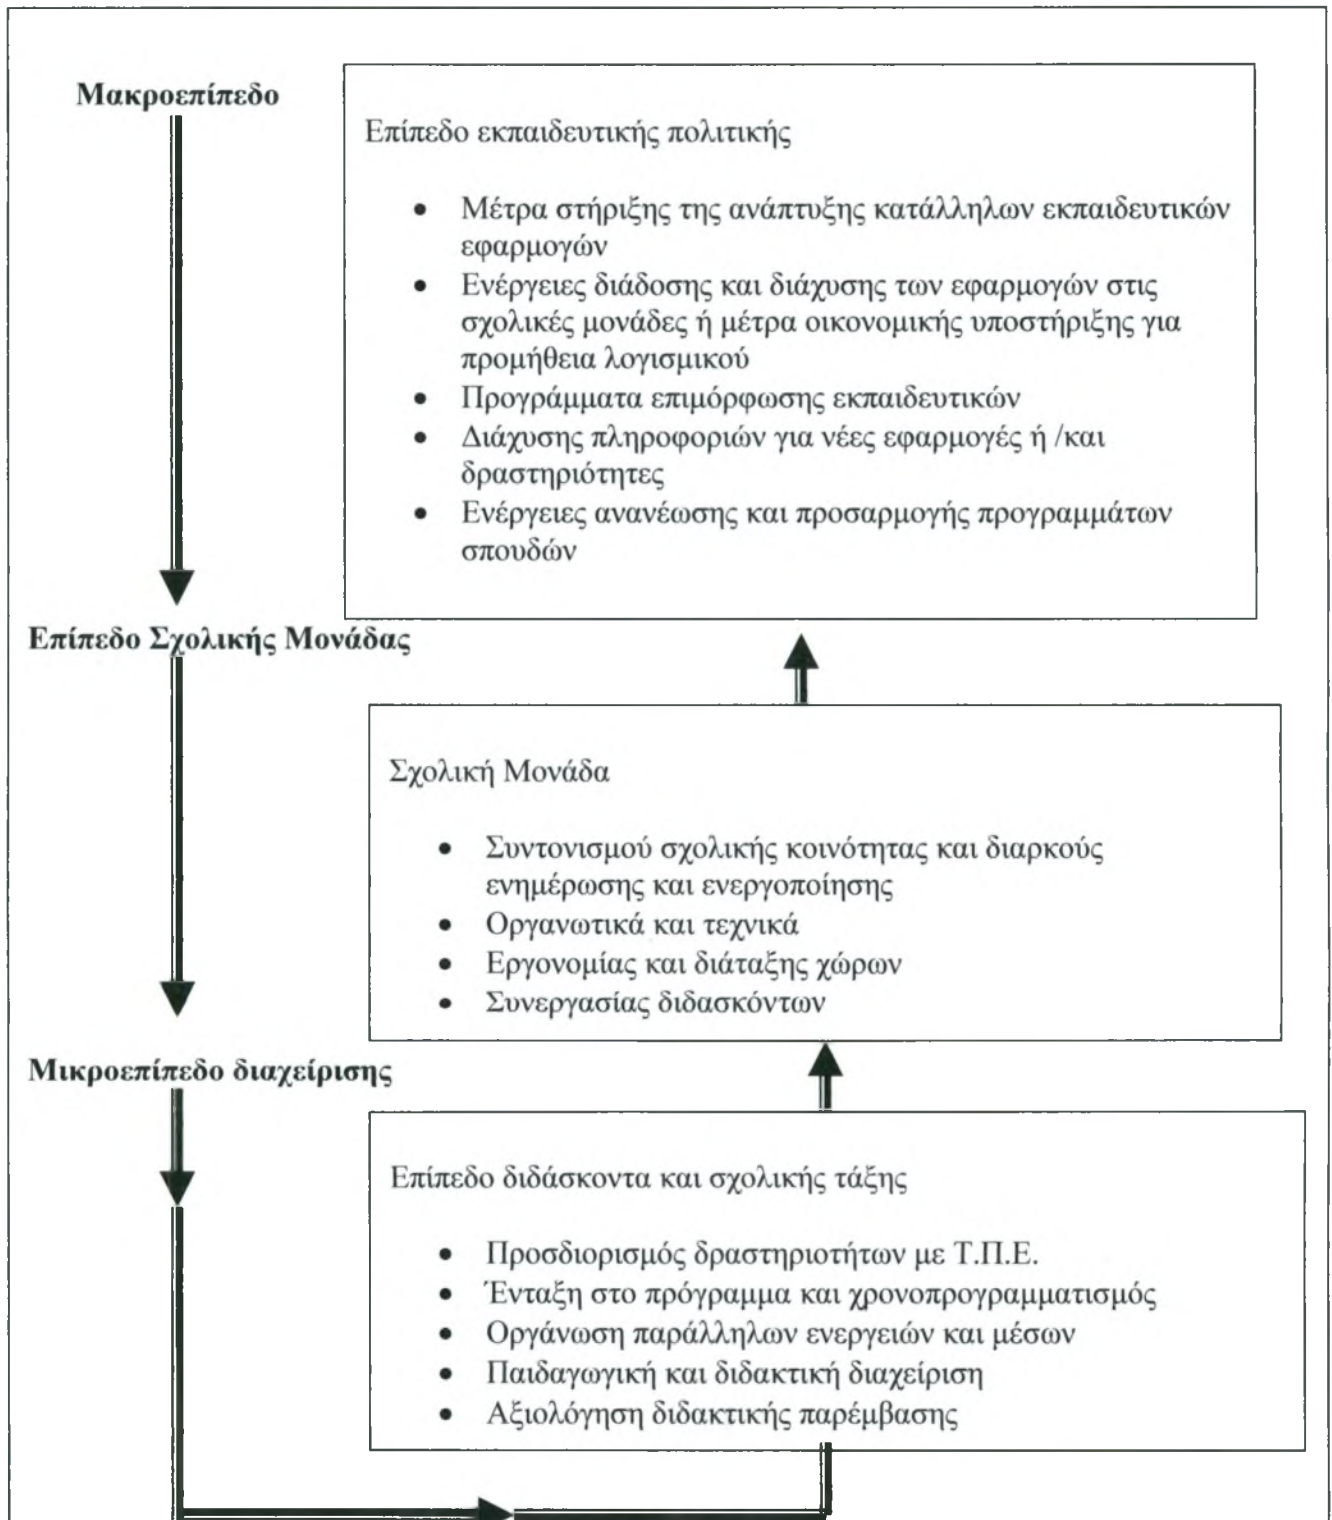 Μακροεπίπεδο
Επίπεδο εκπαιδευτικής πολιτικής
• Μέτρα στήριξης της ανάπτυξης κατάλληλων εκπαιδευτικών
εφαρμογών
• Ενέργειες διάδοσης και διάχυσης των εφαρμογών στις
σχολικές μονάδες ή μέτρα οικονομικής υποστήριξης για
προμήθεια λογισμικού
• Προγράμματα επιμόρφωσης εκπαιδευτικών
• Διάχυσης πληροφοριών για νέες εφαρμογές ή /και
δραστηριότητες
• Ενέργειες ανανέωσης και προσαρμογής προγραμμάτων
σπουδών
Επίπεδο Σχολικής Μονάδας
Σχολική Μονάδα
• Συντονισμού σχολικής κοινότητας και διαρκούς
ενημέρωσης και ενεργοποίησης
• Οργανωτικά και τεχνικά
• Εργονομίας και διάταξης χώρων
• Συνεργασίας διδασκόντων
Μικροεπίπεδο διαχείρισης
Επίπεδο διδάσκοντα και σχολικής τάξης
• Προσδιορισμός δραστηριοτήτων με Τ.Π.Ε.
• Ένταξη στο πρόγραμμα και χρονοπρογραμματισμός
• Οργάνωση παράλληλων ενεργειών και μέσων
• Παιδαγωγική και διδακτική διαχείριση
• Αξιολόγηση διδακτικής παρέμβασης